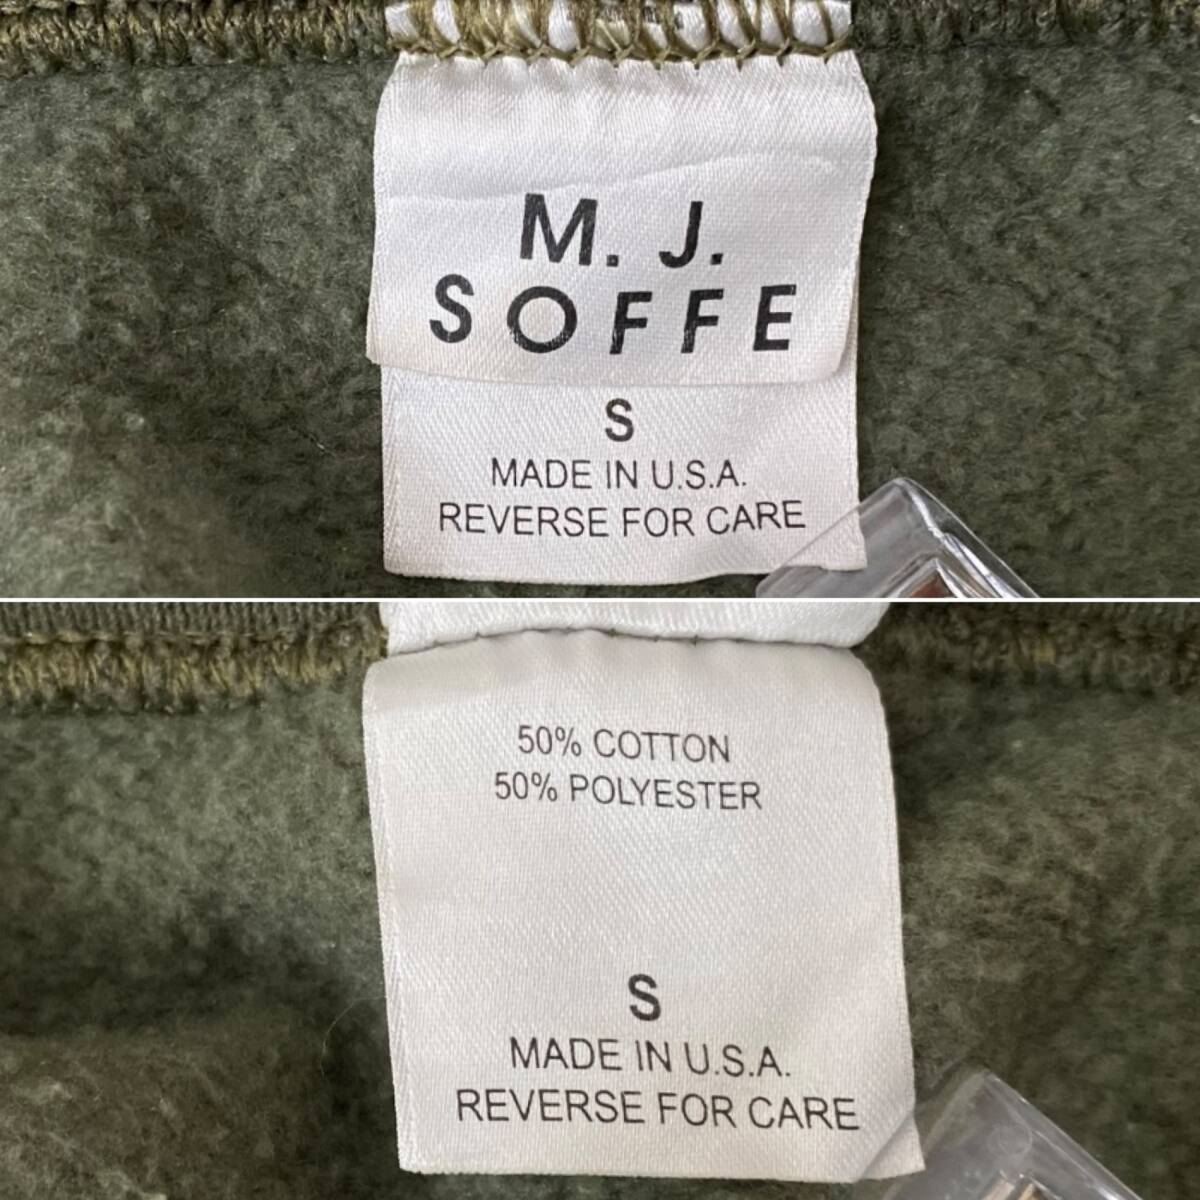 M. J.
SOFFE
S
MADE IN U.S.A.
REVERSE FOR CARE
50% COTTON
50% POLYESTER
S
MADE IN U.S.A.
REVERSE FOR CARE